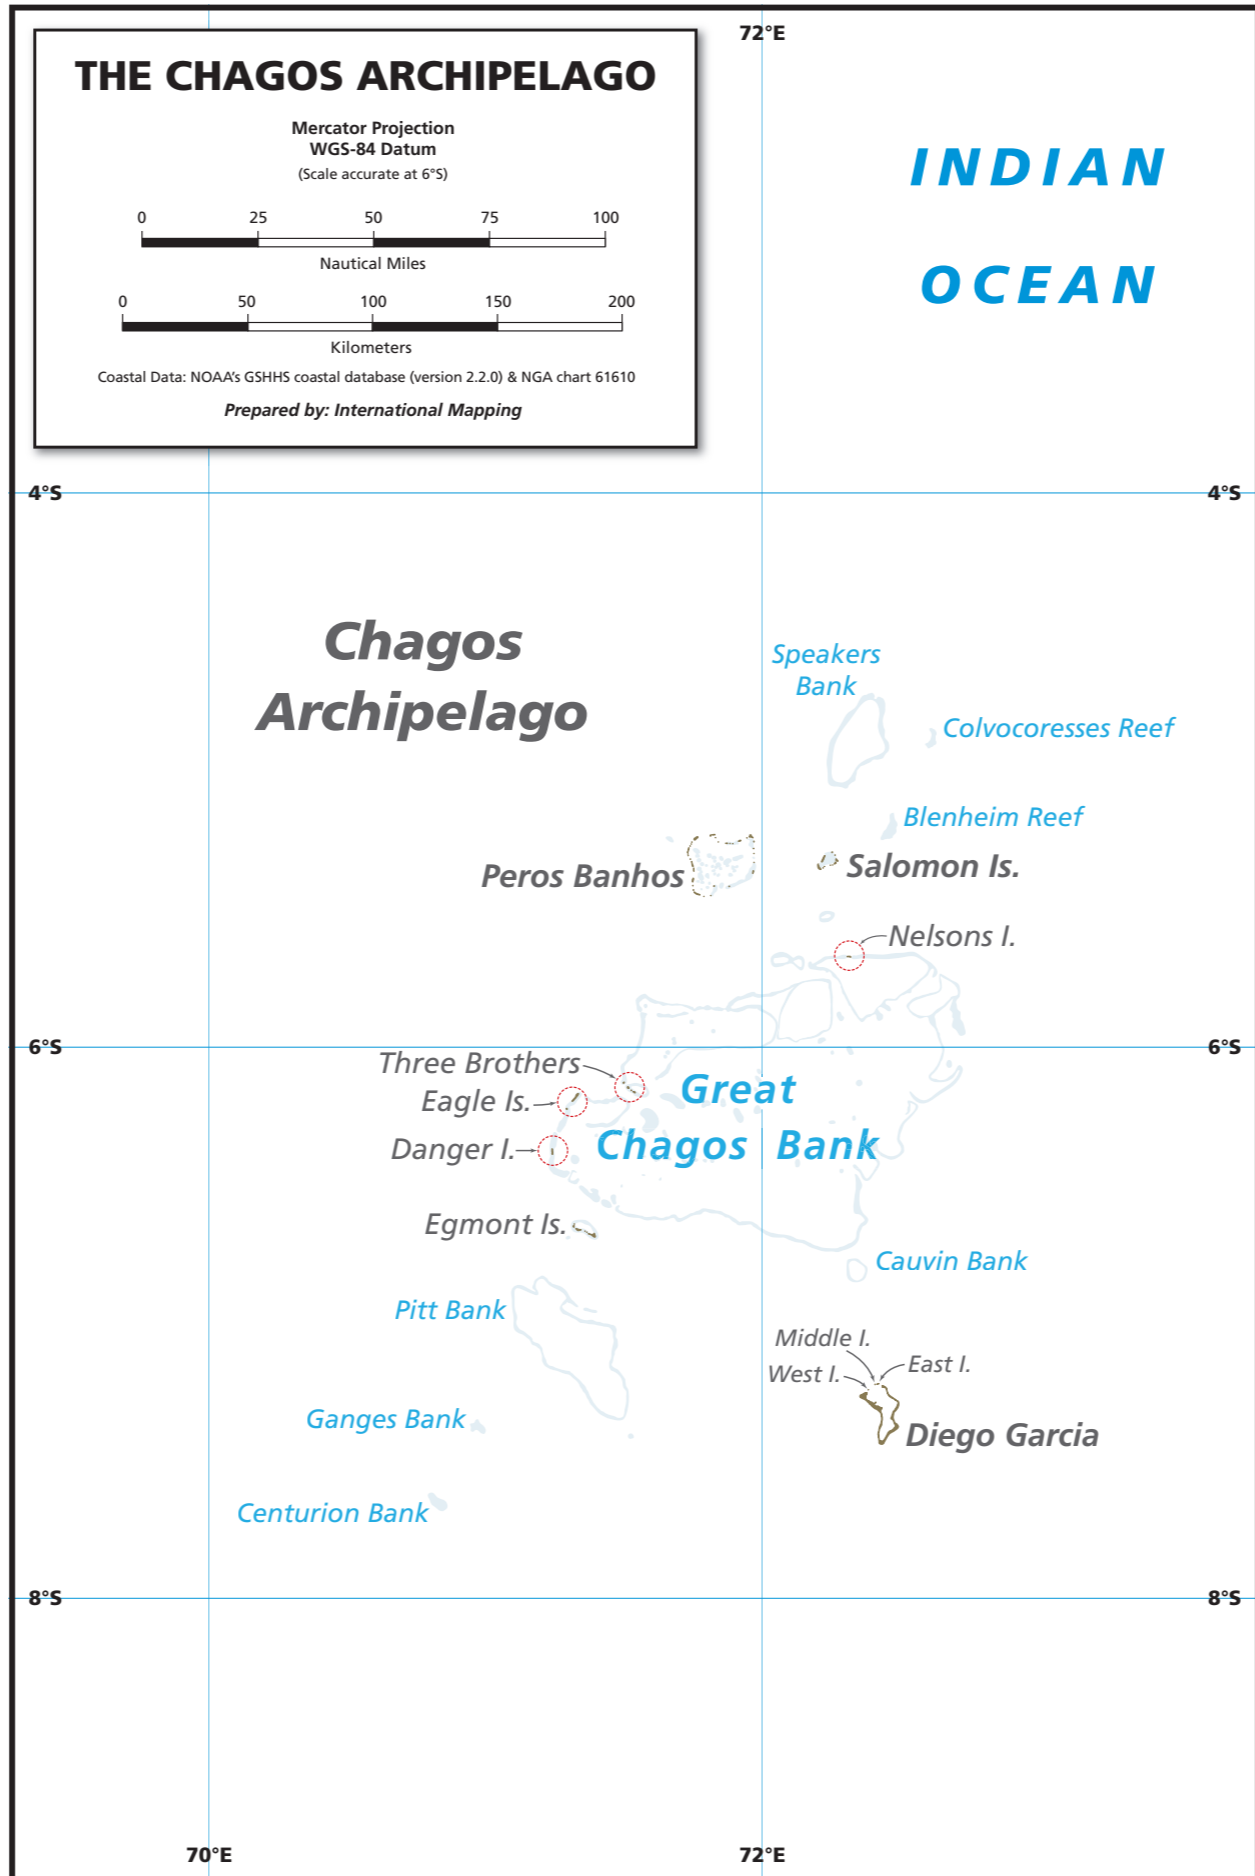 72°E
THE CHAGOS ARCHIPELAGO
Mercator Projection
WGS-84 Datum
(Scale accurate at 6°S)
0 25 50 75 100
Nautical Miles
0 50 100 150 200
Kilometers
Coastal Data: NOAA's GSHHS coastal database (version 2.2.0) & NGA chart 61610
Prepared by: International Mapping
INDIAN
OCEAN
4°S 4°S
Chagos
Archipelago
Speakers
Bank
Colvocoresses Reef
Blenheim Reef
Peros Banhos
Salomon Is.
Nelsons I.
6°S 6°S
Three Brothers
Eagle Is.
Danger I.
Great
Chagos Bank
Egmont Is.
Cauvin Bank
Pitt Bank
Middle I.
East I.
West I.
Ganges Bank
Diego Garcia
Centurion Bank
8°S 8°S
70°E 72°E